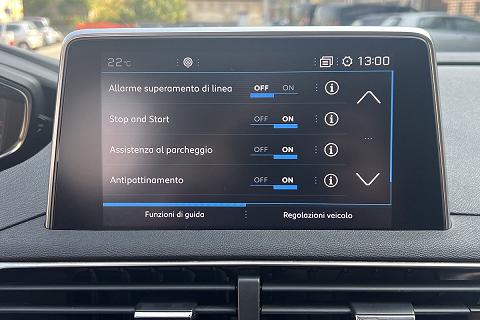 22°C 13:00
Allarme superamento di linea OFF ON i
Stop and Start OFF ON i
Assistenza al parcheggio OFF ON i
Antipattinamento OFF ON i
Funzioni di guida Regolazioni veicolo